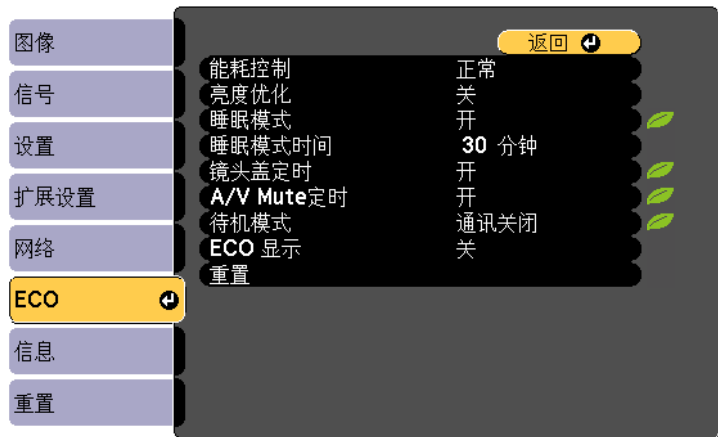 图像
信号
设置
扩展设置
网络
ECO
信息
重置
返回
能耗控制 正常
亮度优化 关
睡眠模式 开
睡眠模式时间 30 分钟
镜头盖定时 开
A/V Mute定时 开
待机模式 通讯关闭
ECO 显示 关
重置